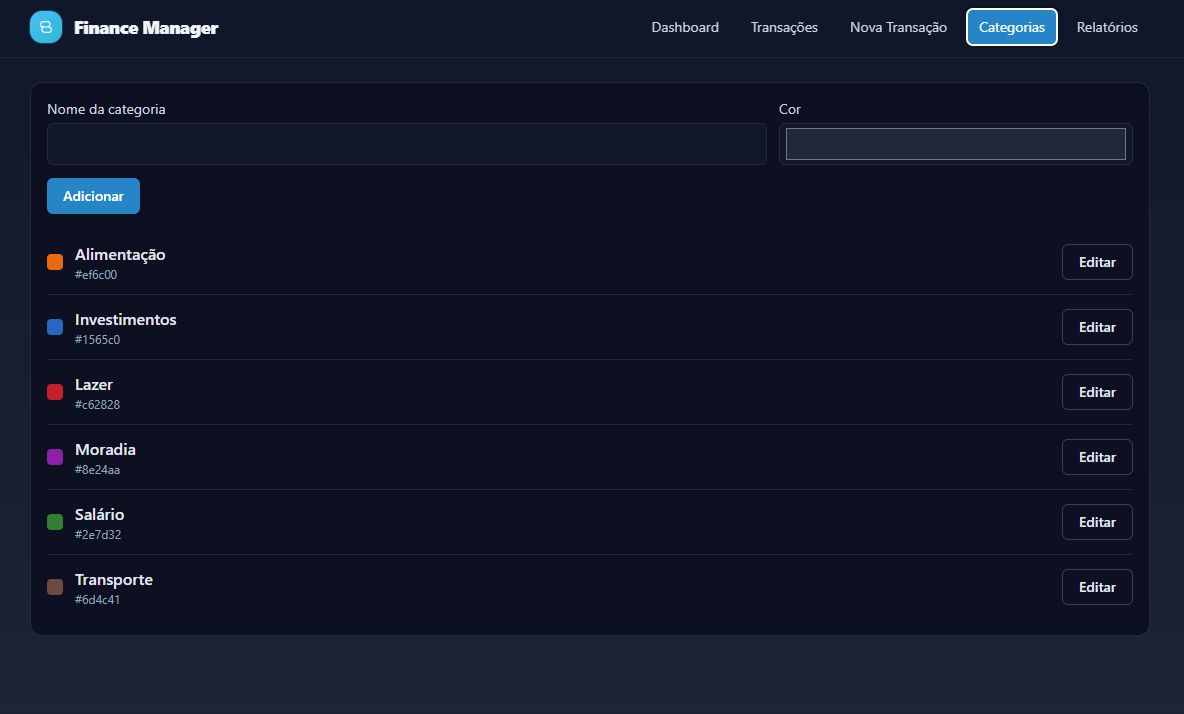 Finance Manager
Dashboard
Transações
Nova Transação
Categorias
Relatórios
Nome da categoria
Cor
Adicionar
Alimentação
#ef6c00
Editar
Investimentos
#1565c0
Editar
Lazer
#c62828
Editar
Moradia
#8e24aa
Editar
Salário
#2e7d32
Editar
Transporte
#6d4c41
Editar